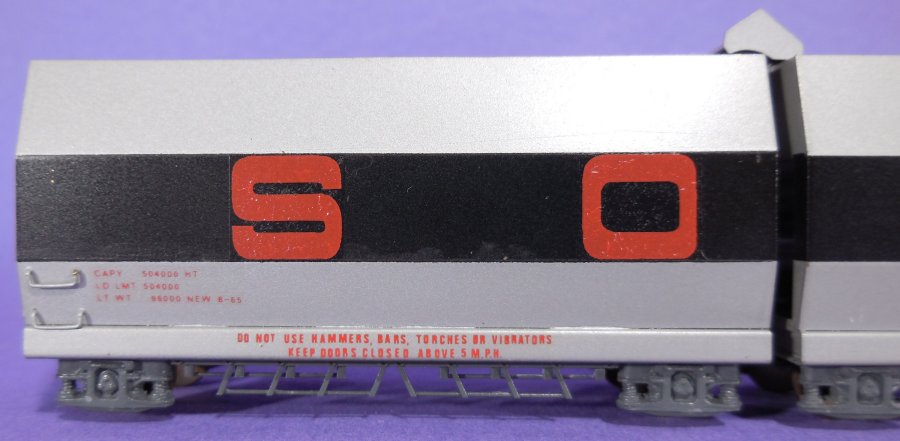 S O
CAPY 504000 HT
LD LMT 504000
LT WT 96000 NEW 6-65
DO NOT USE HAMMERS, BARS, TORCHES OR VIBRATORS
KEEP DOORS CLOSED ABOVE 5 M.P.H.